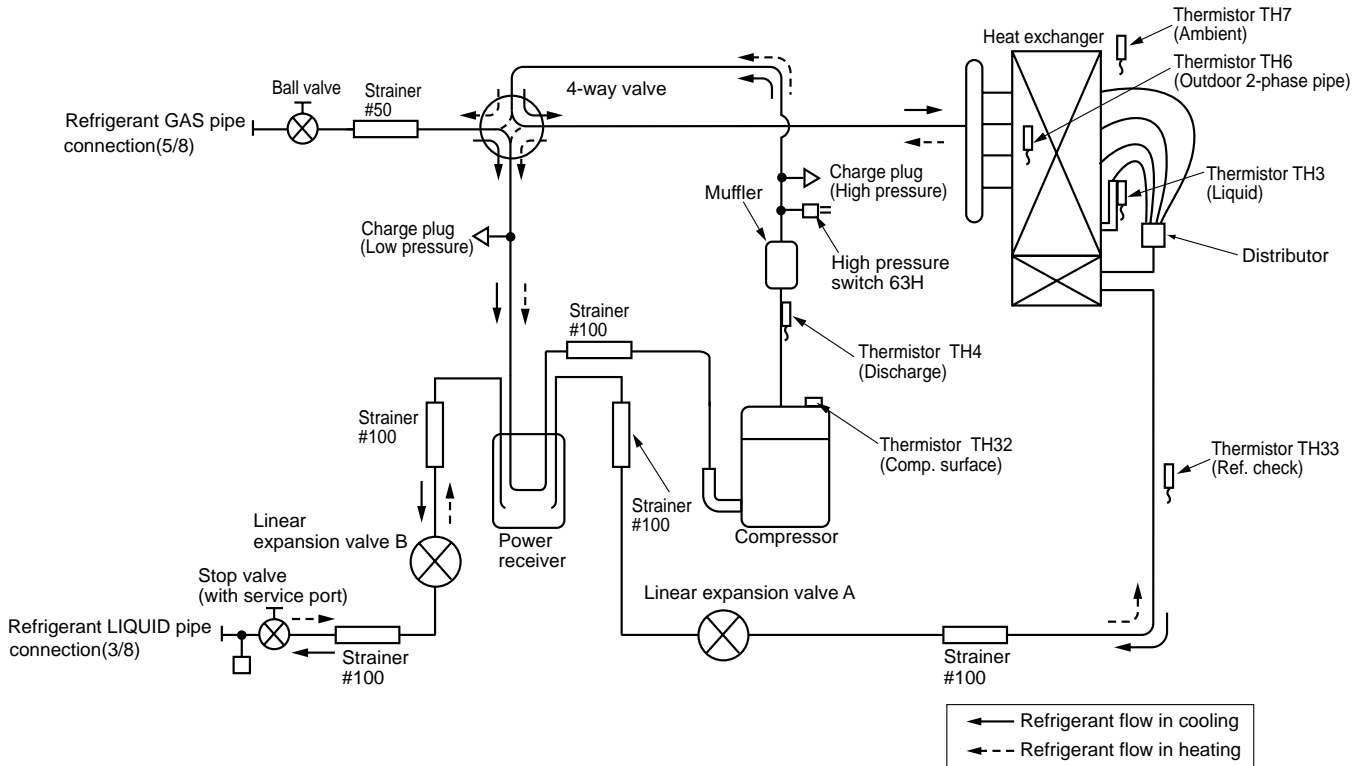 Thermistor TH7
(Ambient)
Heat exchanger
Thermistor TH6
(Outdoor 2-phase pipe)
Ball valve
Strainer
#50
4-way valve
Refrigerant GAS pipe
connection(5/8)
Charge plug
(High pressure)
Thermistor TH3
(Liquid)
Muffler
Charge plug
(Low pressure)
High pressure
switch 63H
Distributor
Strainer
#100
Thermistor TH4
(Discharge)
Strainer
#100
Thermistor TH32
(Comp. surface)
Thermistor TH33
(Ref. check)
Strainer
#100
Linear
expansion valve B
Power
receiver
Compressor
Stop valve
(with service port)
Linear expansion valve A
Refrigerant LIQUID pipe
connection(3/8)
Strainer
#100
Strainer
#100
Refrigerant flow in cooling
Refrigerant flow in heating